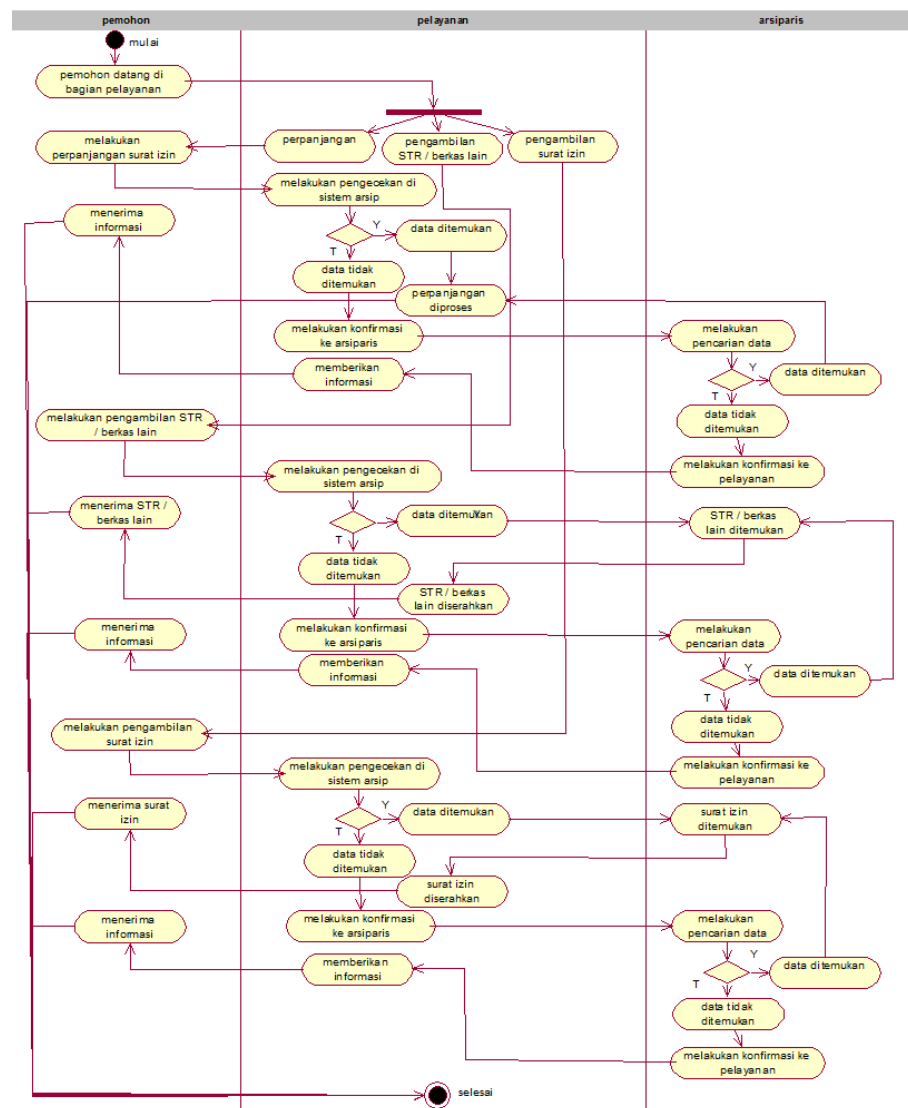 pemohon
pelayanan
arsiparis
mulai
pemohon datang di
bagian pelayanan
melakukan
perpanjangan surat izin
perpanjangan
pengambilan
STR / berkas lain
pengambilan
surat izin
melakukan pengecekan di
sistem arsip
menerima
informasi
Y
data ditemukan
T
data tidak
ditemukan
perpanjangan
diproses
melakukan konfirmasi
ke arsiparis
melakukan
pencarian data
memberikan
informasi
Y
data ditemukan
T
data tidak
ditemukan
melakukan pengambilan STR
/ berkas lain
melakukan pengecekan di
sistem arsip
melakukan konfirmasi ke
pelayanan
menerima STR /
berkas lain
data ditemukan
Y
STR / berkas
lain ditemukan
T
data tidak
ditemukan
STR / berkas
lain diserahkan
menerima
informasi
melakukan konfirmasi
ke arsiparis
melakukan
pencarian data
memberikan
informasi
Y
data ditemukan
T
data tidak
ditemukan
melakukan pengambilan
surat izin
melakukan pengecekan di
sistem arsip
melakukan konfirmasi ke
pelayanan
menerima surat
izin
Y
data ditemukan
surat izin
ditemukan
T
data tidak
ditemukan
surat izin
diserahkan
menerima
informasi
melakukan konfirmasi
ke arsiparis
melakukan
pencarian data
memberikan
informasi
Y
data ditemukan
T
data tidak
ditemukan
melakukan konfirmasi ke
pelayanan
selesai